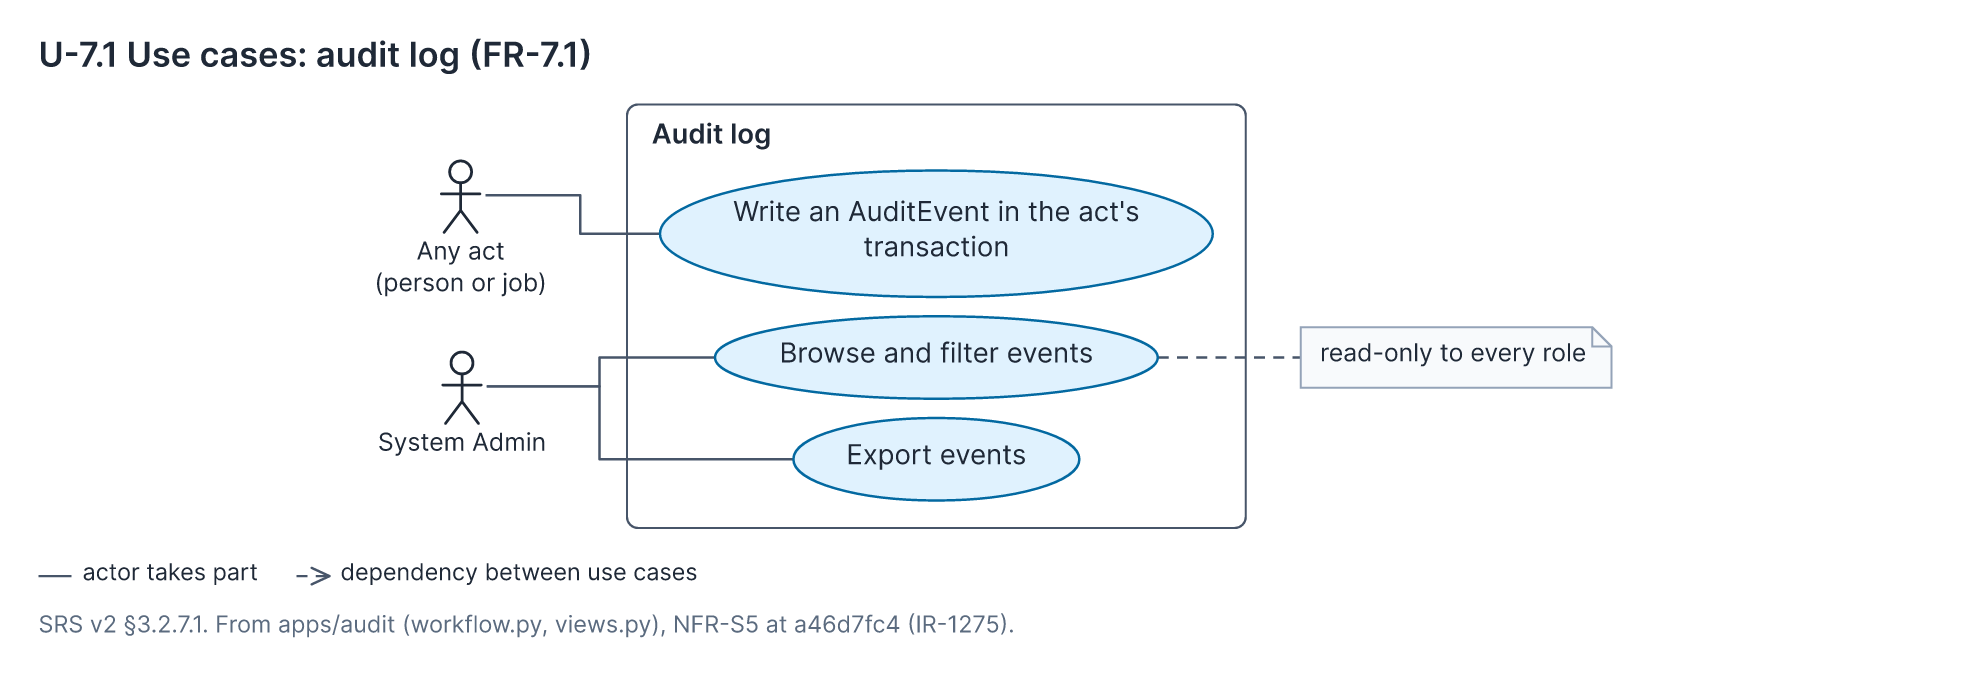 U-7.1 Use cases: audit log (FR-7.1)
Audit log
Write an AuditEvent in the act's
transaction
Any act
(person or job)
Browse and filter events
read-only to every role
System Admin
Export events
actor takes part
dependency between use cases
SRS v2 §3.2.7.1. From apps/audit (workflow.py, views.py), NFR-S5 at a46d7fc4 (IR-1275).